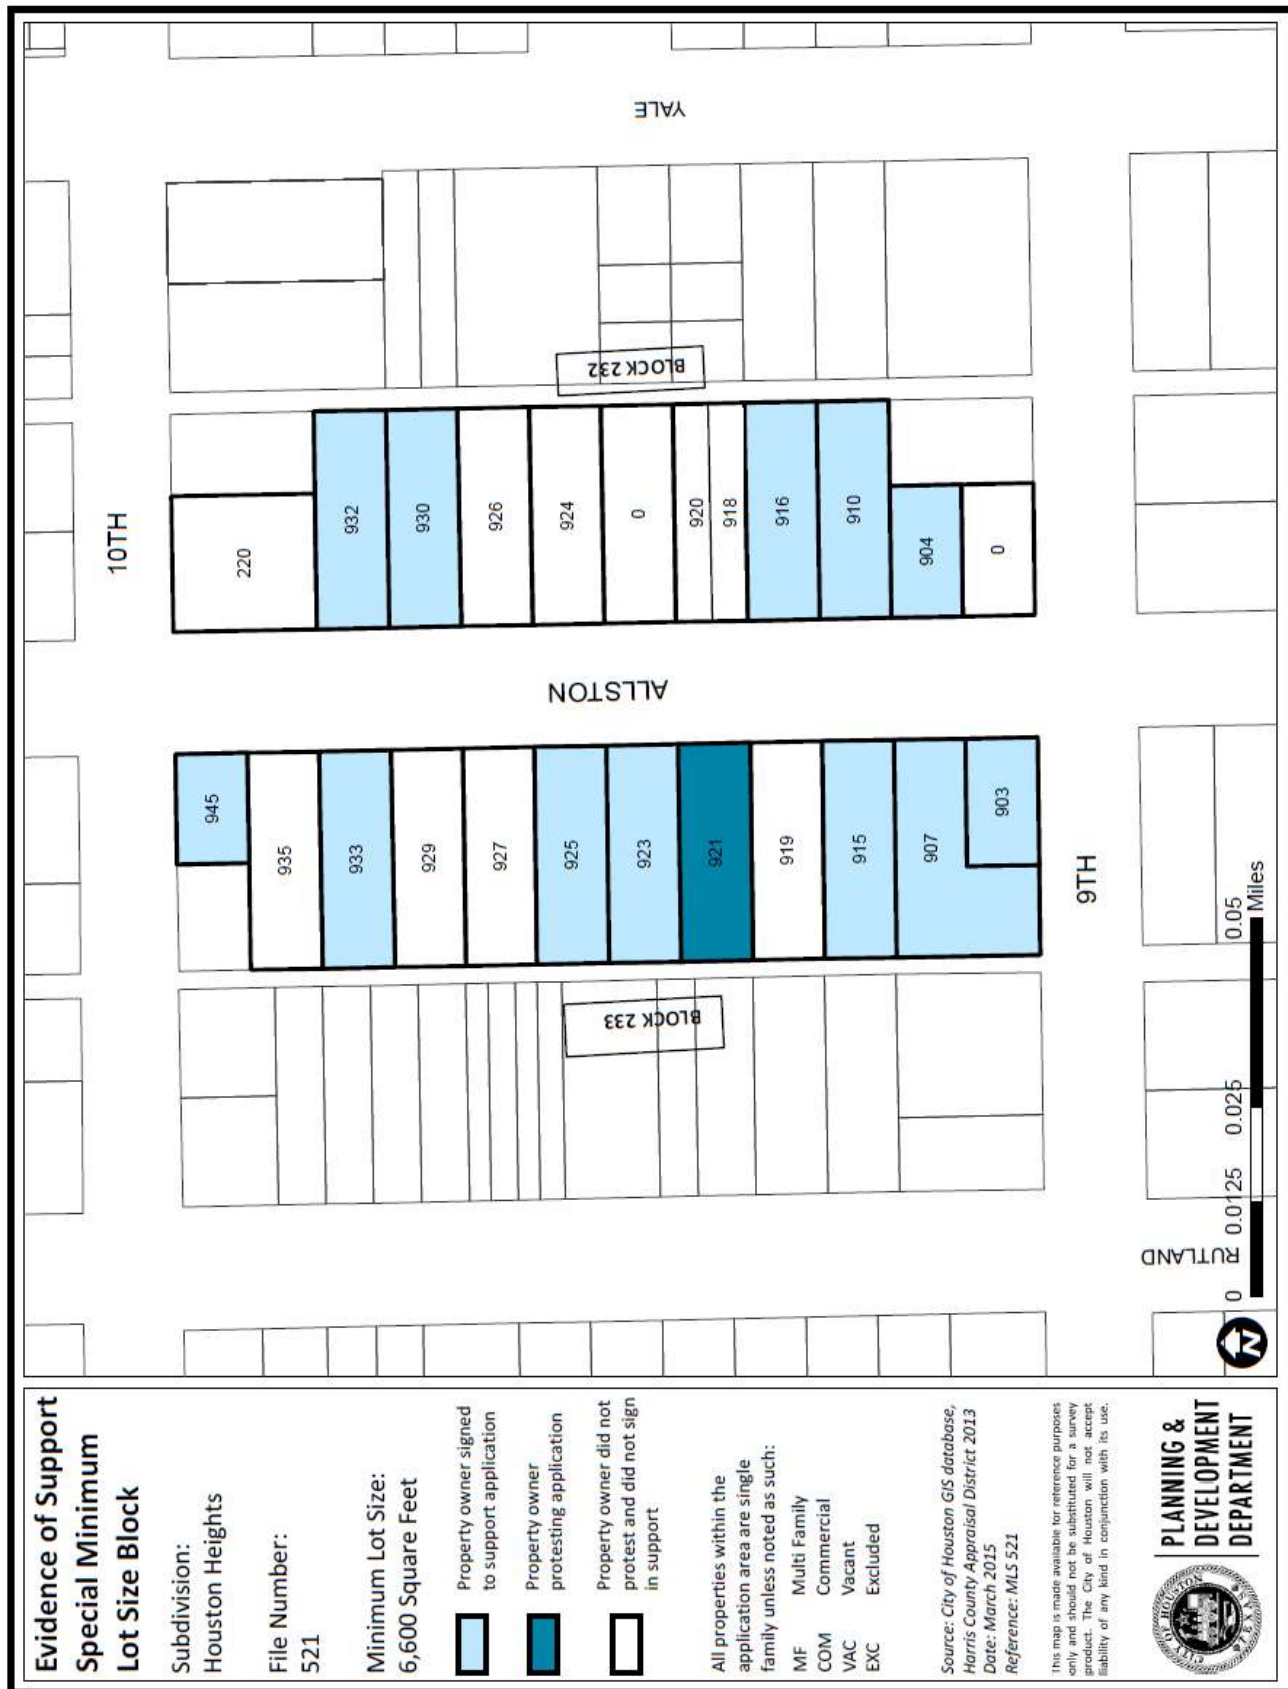 Evidence of Support
Special Minimum
Lot Size Block
Subdivision:
Houston Heights
File Number:
521
Minimum Lot Size:
6,600 Square Feet
Property owner signed
to support application
Property owner
protesting application
Property owner did not
protest and did not sign
in support
All properties within the
application area are single
family unless noted as such:
MF Multi Family
COM Commercial
VAC Vacant
EXC Excluded
Source: City of Houston GIS database,
Harris County Appraisal District 2013
Date: March 2015
Reference: MLS 521
This map is made available for reference purposes
only and should not be substituted for a survey
product. The City of Houston will not accept
liability of any kind in conjunction with its use.
CITY OF HOUSTON
TEXAS
PLANNING &
DEVELOPMENT
DEPARTMENT
10TH
YALE
BLOCK 232
220
932
930
926
924
0
920
918
916
910
904
0
ALLSTON
945
935
933
929
927
925
923
921
919
915
907
903
BLOCK 233
9TH
RUTLAND
N
0 0.0125 0.025 0.05
Miles